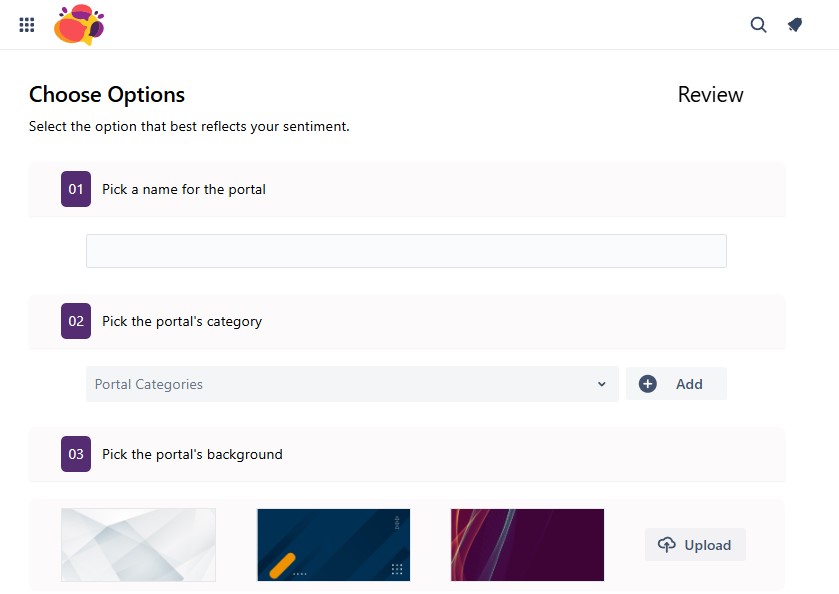 Choose Options
Review
Select the option that best reflects your sentiment.
01 Pick a name for the portal
02 Pick the portal's category
Portal Categories
Add
03 Pick the portal's background
Upload